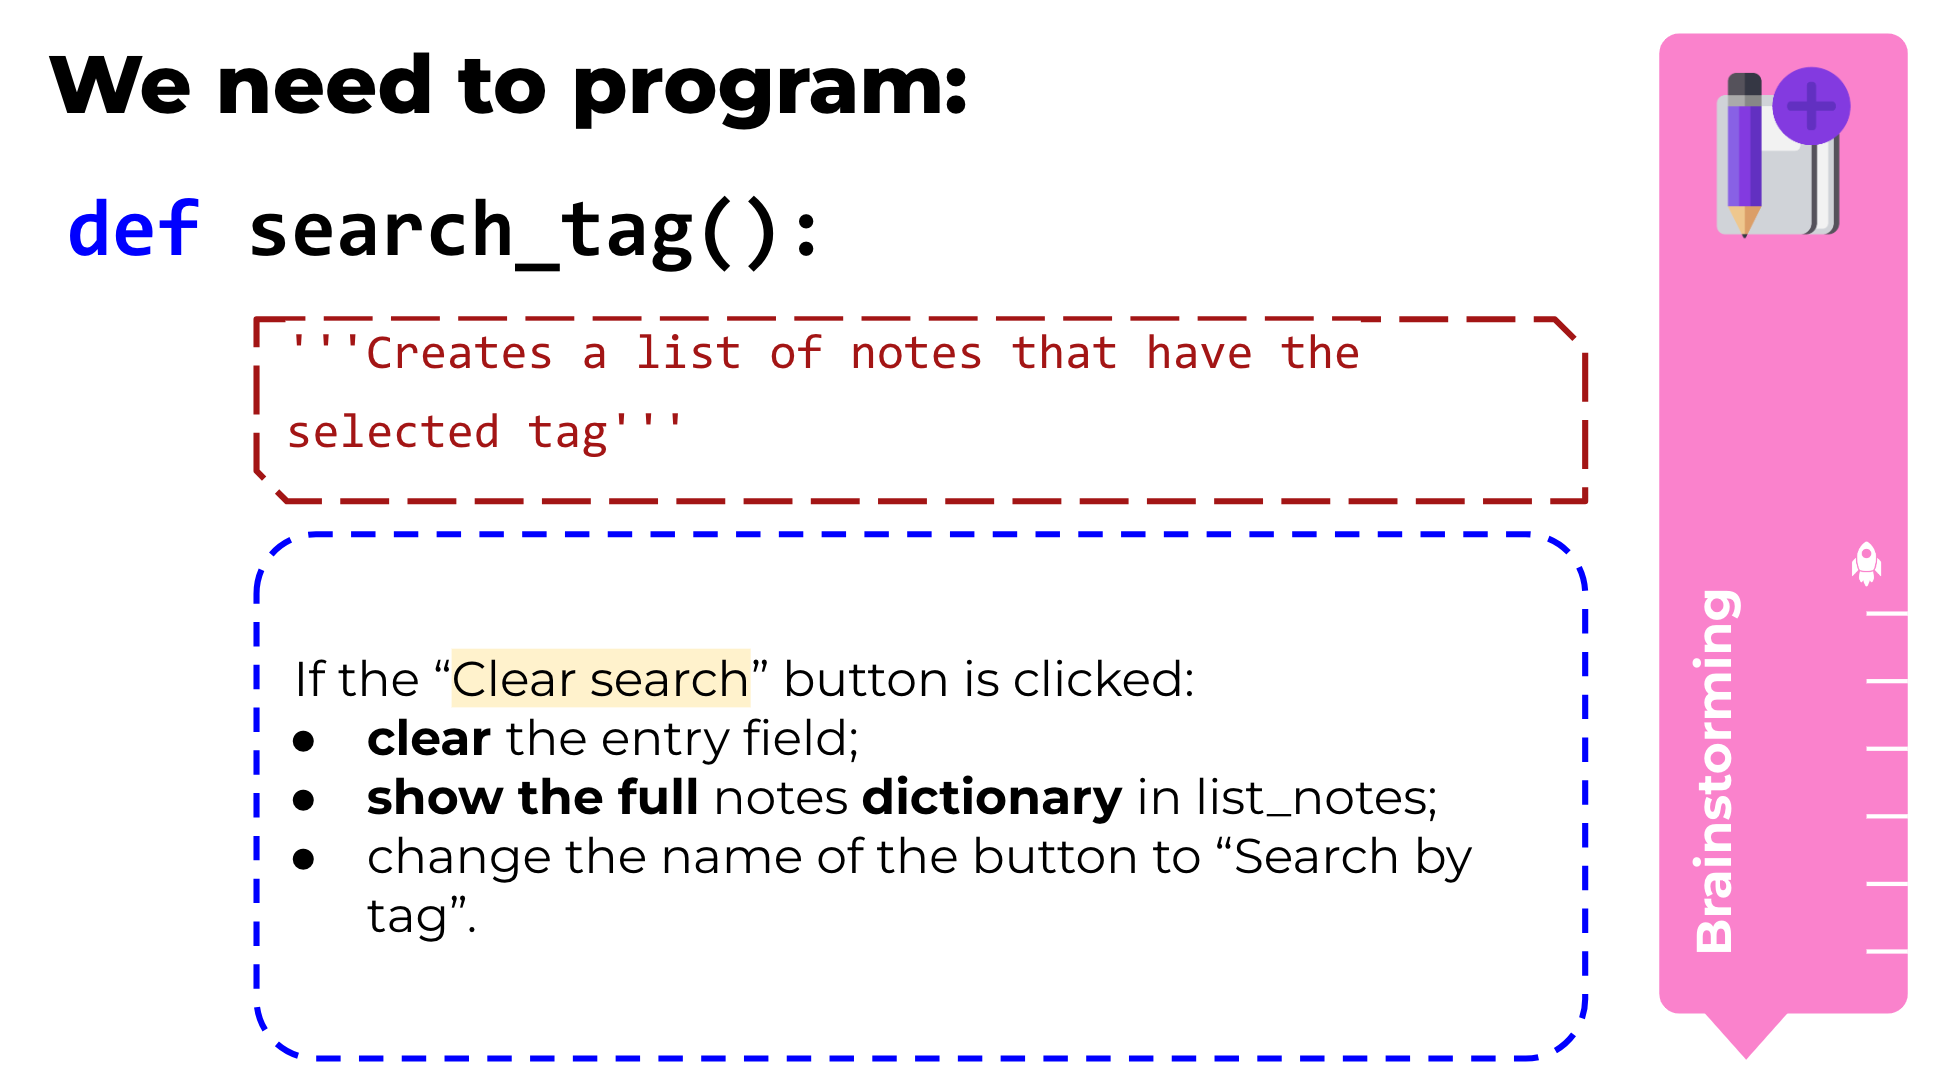 We need to program:
def search_tag():
'''Creates a list of notes that have the
selected tag'''
If the “Clear search” button is clicked:
● clear the entry field;
● show the full notes dictionary in list_notes;
● change the name of the button to “Search by
tag”.
Brainstorming